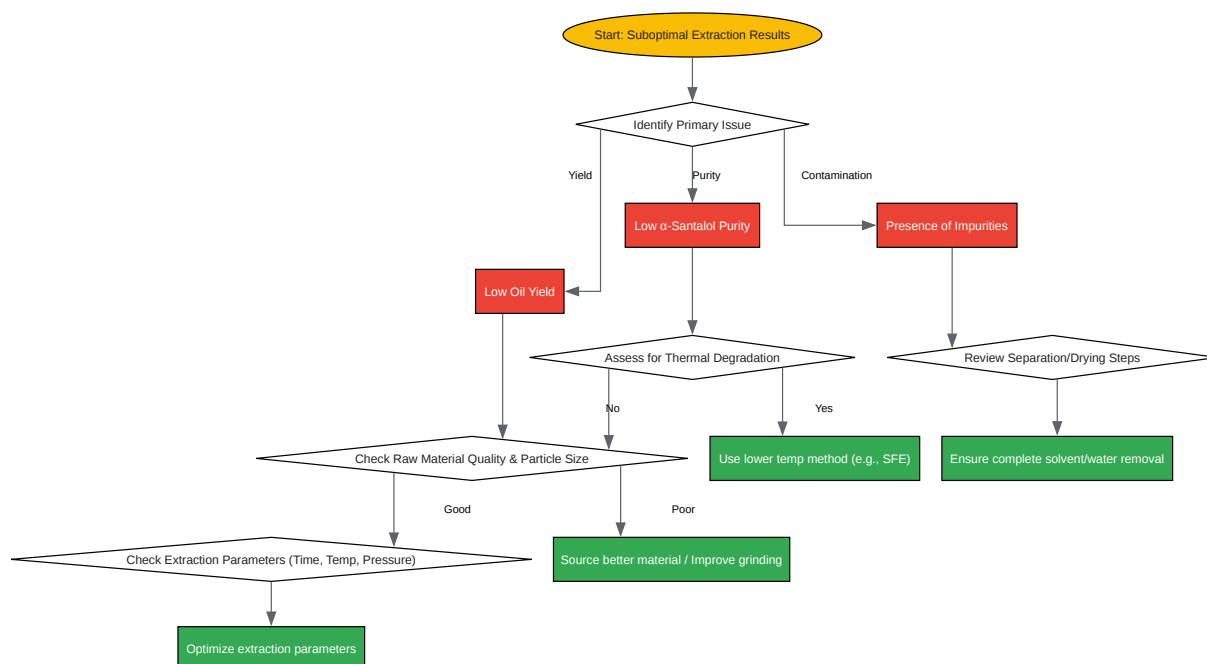 Start: Suboptimal Extraction Results
Identify Primary Issue
Yield
Purity
Contamination
Low α-Santalol Purity
Presence of Impurities
Low Oil Yield
Assess for Thermal Degradation
Review Separation/Drying Steps
No
Yes
Check Raw Material Quality & Particle Size
Use lower temp method (e.g., SFE)
Ensure complete solvent/water removal
Good
Poor
Check Extraction Parameters (Time, Temp, Pressure)
Source better material / Improve grinding
Optimize extraction parameters